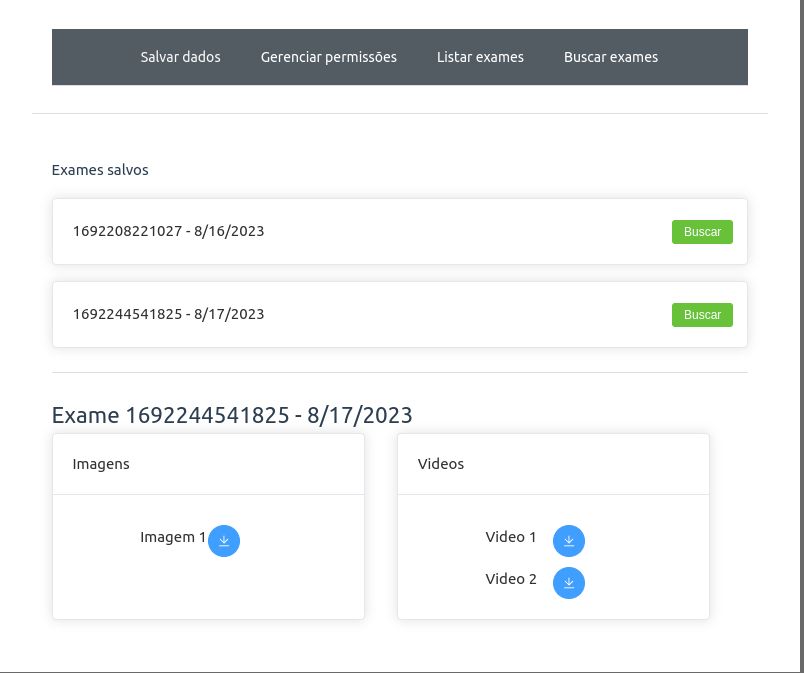 Salvar dados Gerenciar permissões Listar exames Buscar exames
Exames salvos
1692208221027 - 8/16/2023 Buscar
1692244541825 - 8/17/2023 Buscar
Exame 1692244541825 - 8/17/2023
Imagens
Imagem 1
Videos
Video 1
Video 2